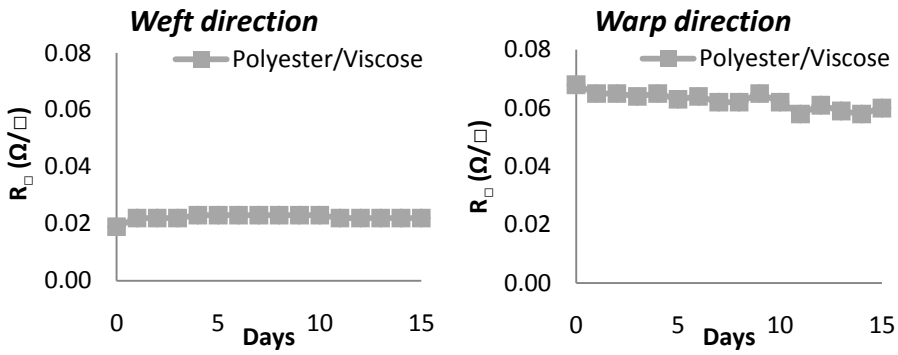 Weft direction
Polyester/Viscose
0.08
0.06
0.04
0.02
0.00
R□ (Ω/□)
0 5 10 15
Days
Warp direction
Polyester/Viscose
0.08
0.06
0.04
0.02
0.00
R□ (Ω/□)
0 5 10 15
Days